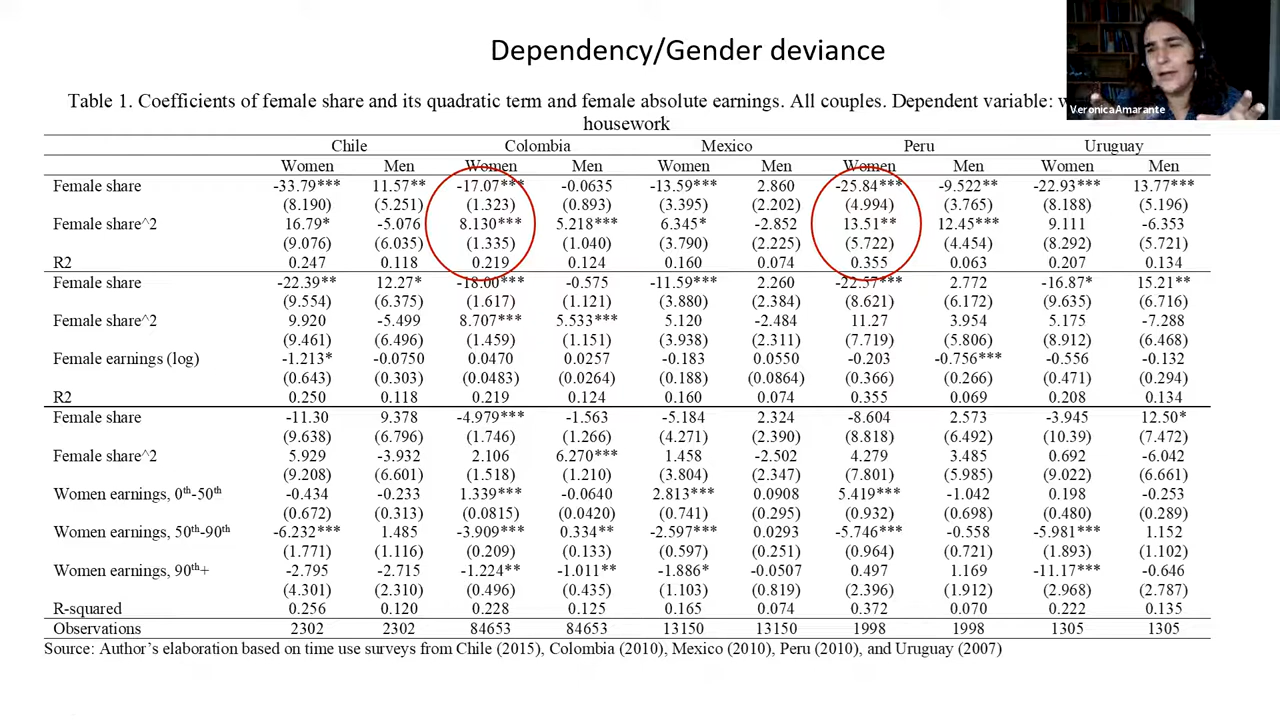 Dependency/Gender deviance
Veronica Amarante
Table 1. Coefficients of female share and its quadratic term and female absolute earnings. All couples. Dependent variable:
housework
Chile Colombia Mexico Peru Uruguay
Women Men Women Men Women Men Women Men Women Men
Female share -33.79*** 11.57** -17.07*** -0.0635 -13.59*** 2.860 -25.84*** -9.522** -22.93*** 13.77***
(8.190) (5.251) (1.323) (0.893) (3.395) (2.202) (4.994) (3.765) (8.188) (5.196)
Female share^2 16.79* -5.076 8.130*** 5.218*** 6.345* -2.852 13.51** 12.45*** 9.111 -6.353
(9.076) (6.035) (1.335) (1.040) (3.790) (2.225) (5.722) (4.454) (8.292) (5.721)
R2 0.247 0.118 0.219 0.124 0.160 0.074 0.355 0.063 0.207 0.134
Female share -22.39** 12.27* -18.00*** -0.575 -11.59*** 2.260 -22.57*** 2.772 -16.87* 15.21**
(9.554) (6.375) (1.617) (1.121) (3.880) (2.384) (8.621) (6.172) (9.635) (6.716)
Female share^2 9.920 -5.499 8.707*** 5.533*** 5.120 -2.484 11.27 3.954 5.175 -7.288
(9.461) (6.496) (1.459) (1.151) (3.938) (2.311) (7.719) (5.806) (8.912) (6.468)
Female earnings (log) -1.213* -0.0750 0.0470 0.0257 -0.183 0.0550 -0.203 -0.756*** -0.556 -0.132
(0.643) (0.303) (0.0483) (0.0264) (0.188) (0.0864) (0.366) (0.266) (0.471) (0.294)
R2 0.250 0.118 0.219 0.124 0.160 0.074 0.355 0.069 0.208 0.134
Female share -11.30 9.378 -4.979*** -1.563 -5.184 2.324 -8.604 2.573 -3.945 12.50*
(9.638) (6.796) (1.746) (1.266) (4.271) (2.390) (8.818) (6.492) (10.39) (7.472)
Female share^2 5.929 -3.932 2.106 6.270*** 1.458 -2.502 4.279 3.485 0.692 -6.042
(9.208) (6.601) (1.518) (1.210) (3.804) (2.347) (7.801) (5.985) (9.022) (6.661)
Women earnings, 0th-50th -0.434 -0.233 1.339*** -0.0640 2.813*** 0.0908 5.419*** -1.042 0.198 -0.253
(0.672) (0.313) (0.0815) (0.0420) (0.741) (0.295) (0.932) (0.698) (0.480) (0.289)
Women earnings, 50th-90th -6.232*** 1.485 -3.909*** 0.334** -2.597*** 0.0293 -5.746*** -0.558 -5.981*** 1.152
(1.771) (1.116) (0.209) (0.133) (0.597) (0.251) (0.964) (0.721) (1.893) (1.102)
Women earnings, 90th+ -2.795 -2.715 -1.224** -1.011** -1.886* -0.0507 0.497 1.169 -11.17*** -0.646
(4.301) (2.310) (0.496) (0.435) (1.103) (0.819) (2.396) (1.912) (2.968) (2.787)
R-squared 0.256 0.120 0.228 0.125 0.165 0.074 0.372 0.070 0.222 0.135
Observations 2302 2302 84653 84653 13150 13150 1998 1998 1305 1305
Source: Author’s elaboration based on time use surveys from Chile (2015), Colombia (2010), Mexico (2010), Peru (2010), and Uruguay (2007)